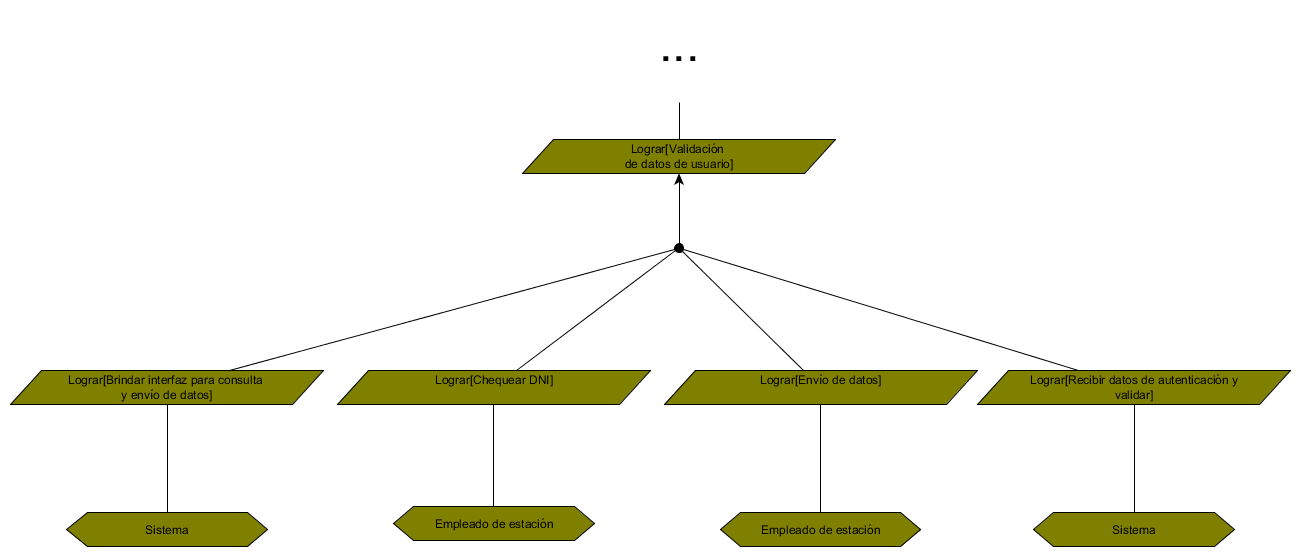 ...
Lograr[Validación
de datos de usuario]
Lograr[Brindar interfaz para consulta
y envío de datos]
Lograr[Chequear DNI]
Lograr[Envío de datos]
Lograr[Recibir datos de autenticación y
validar]
Sistema
Empleado de estación
Empleado de estación
Sistema